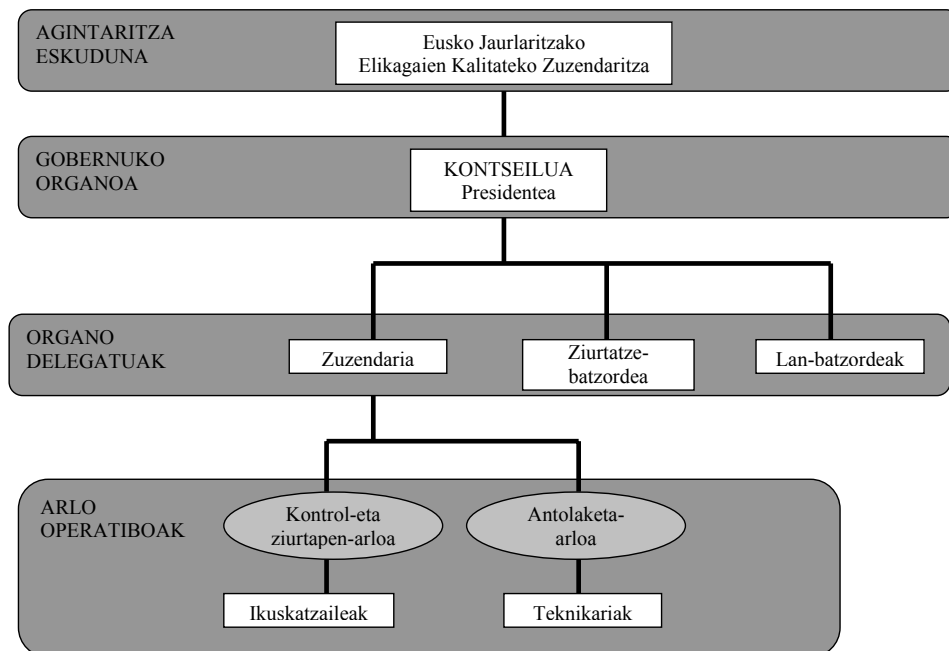 AGINTARITZA
ESKUDUNA
Eusko Jaurlaritzako
Elikagaien Kalitateko Zuzendaritza
GOBERNUKO
ORGANOA
KONTSEILUA
Presidentea
ORGANO
DELEGATUAK
Zuzendaria
Ziurtatze-
batzordea
Lan-batzordeak
ARLO
OPERATIBOAK
Kontrol-eta
ziurtapen-arloa
Antolaketa-
arloa
Ikuskatzaileak
Teknikariak